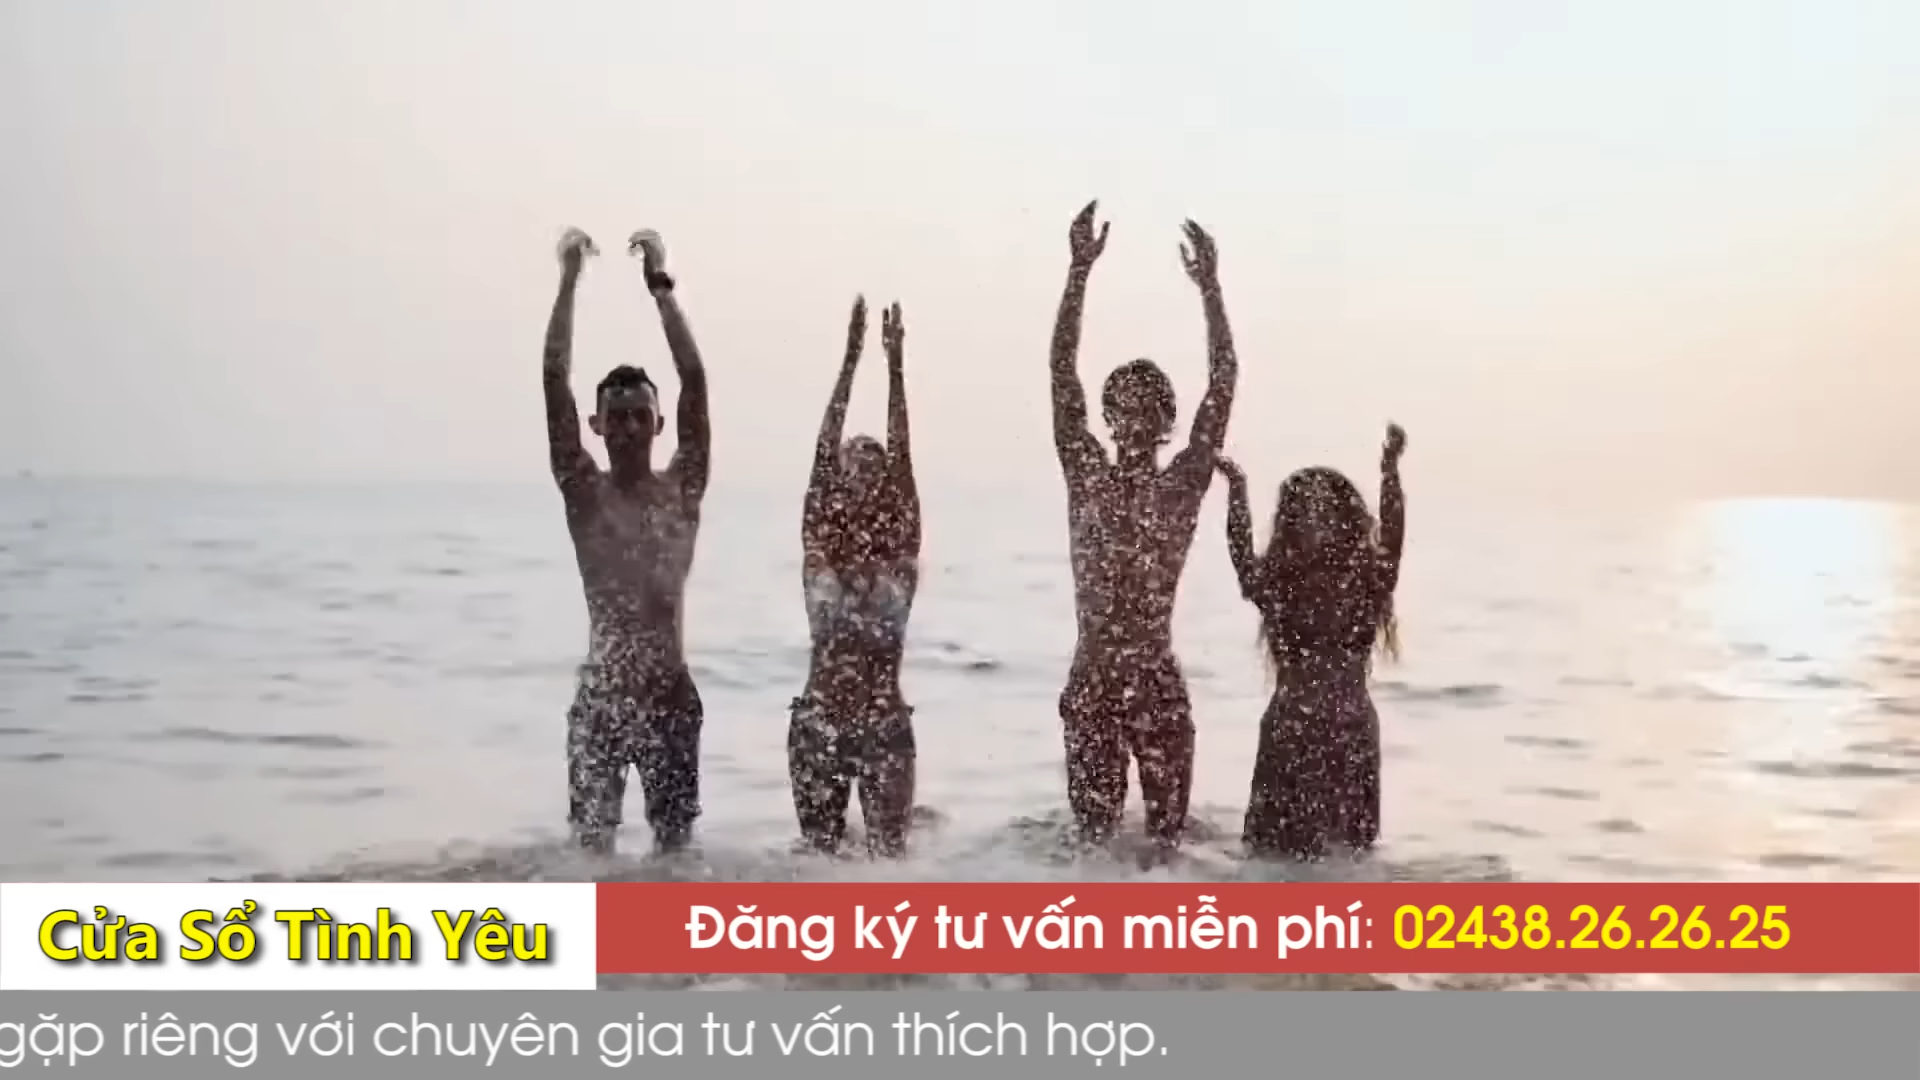 Cửa Sổ Tình Yêu
Đăng ký tư vấn miễn phí: 02438.26.26.25
gặp riêng với chuyên gia tư vấn thích hợp.